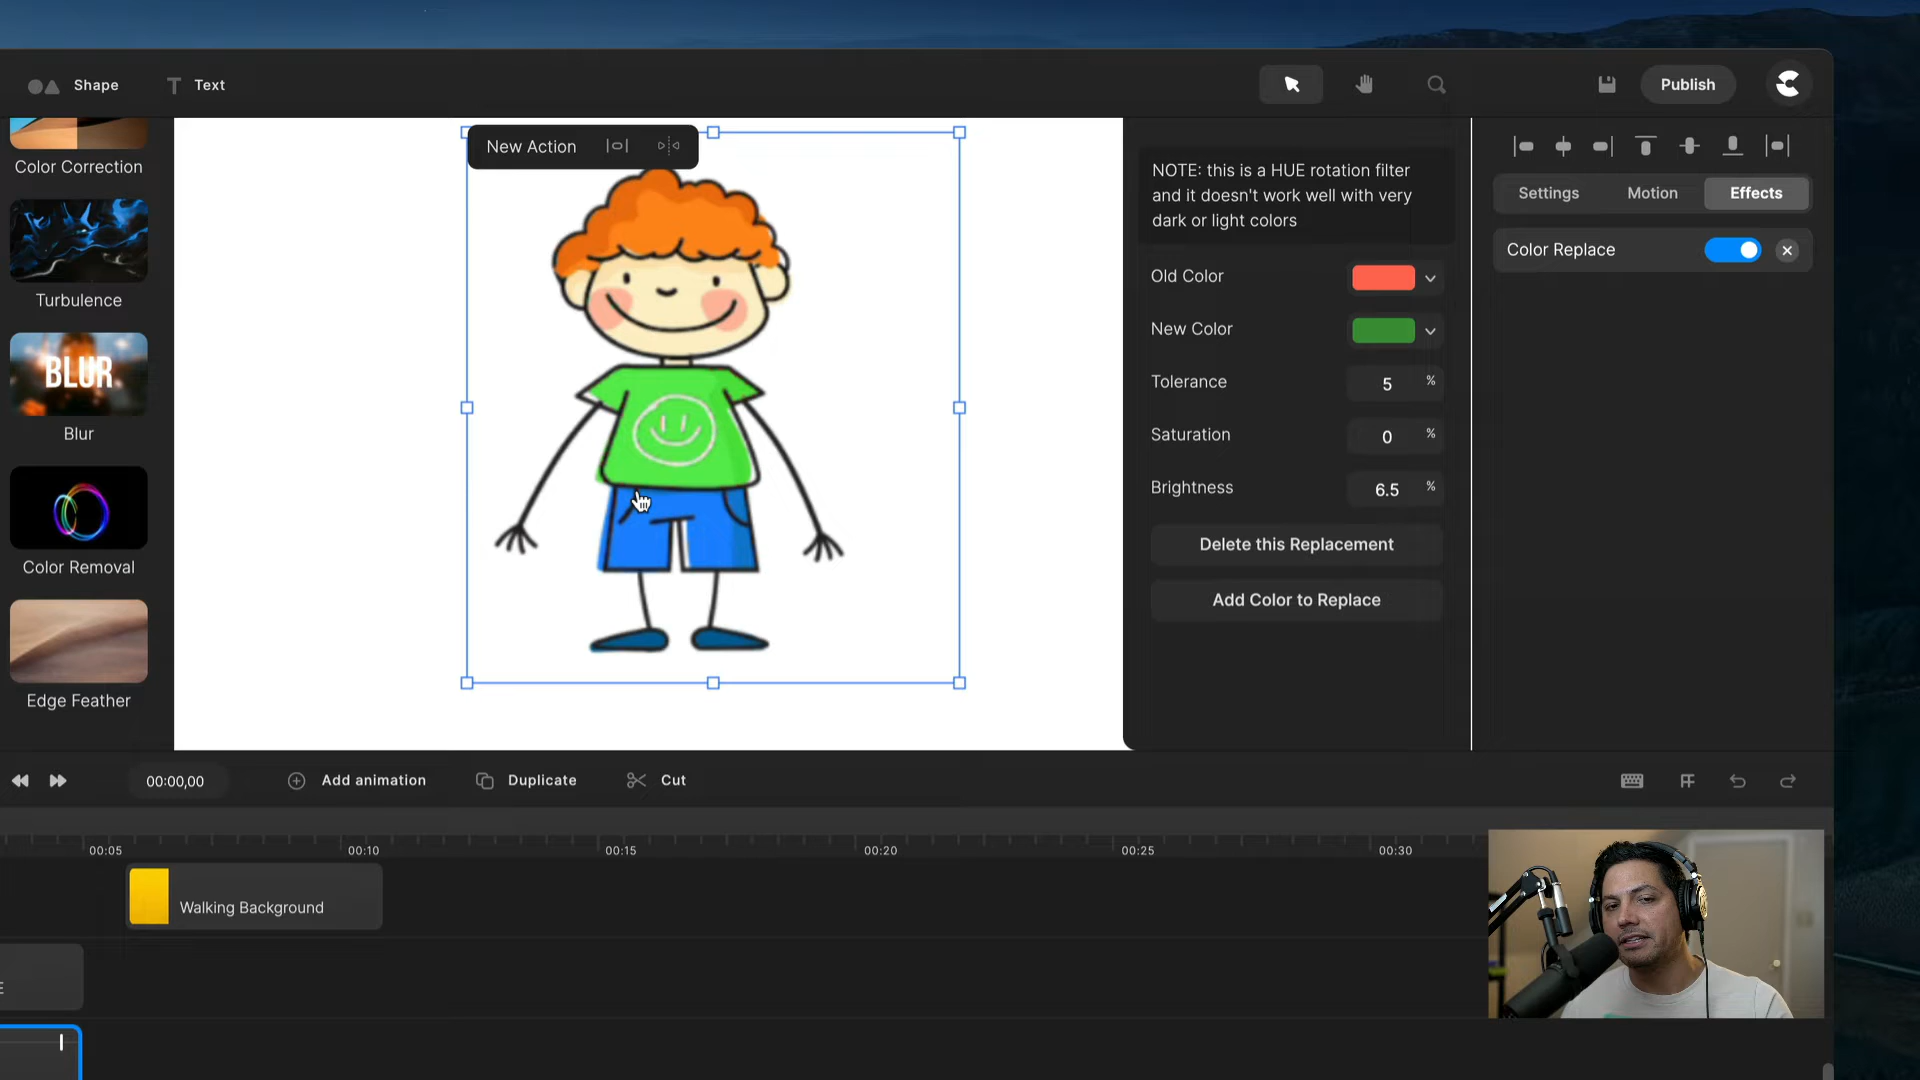 Shape
Text
Publish
Color Correction
Turbulence
BLUR
Blur
Color Removal
Edge Feather
New Action
NOTE: this is a HUE rotation filter
and it doesn't work well with very
dark or light colors
Old Color
New Color
Tolerance
5 %
Saturation
0 %
Brightness
6.5 %
Delete this Replacement
Add Color to Replace
Settings
Motion
Effects
Color Replace
00:00,00
Add animation
Duplicate
Cut
00:05
00:10
00:15
00:20
00:25
00:30
Walking Background
E